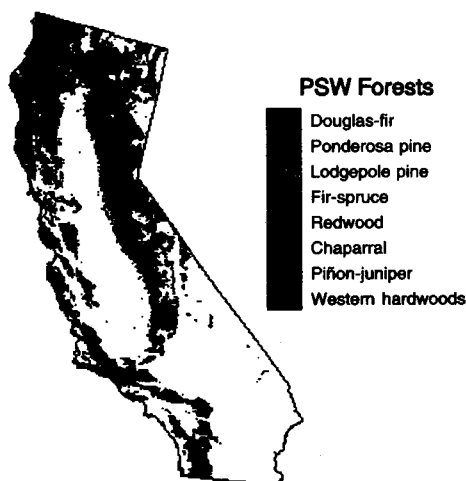 PSW Forests
Douglas-fir
Ponderosa pine
Lodgepole pine
Fir-spruce
Redwood
Chaparral
Piñon-juniper
Western hardwoods